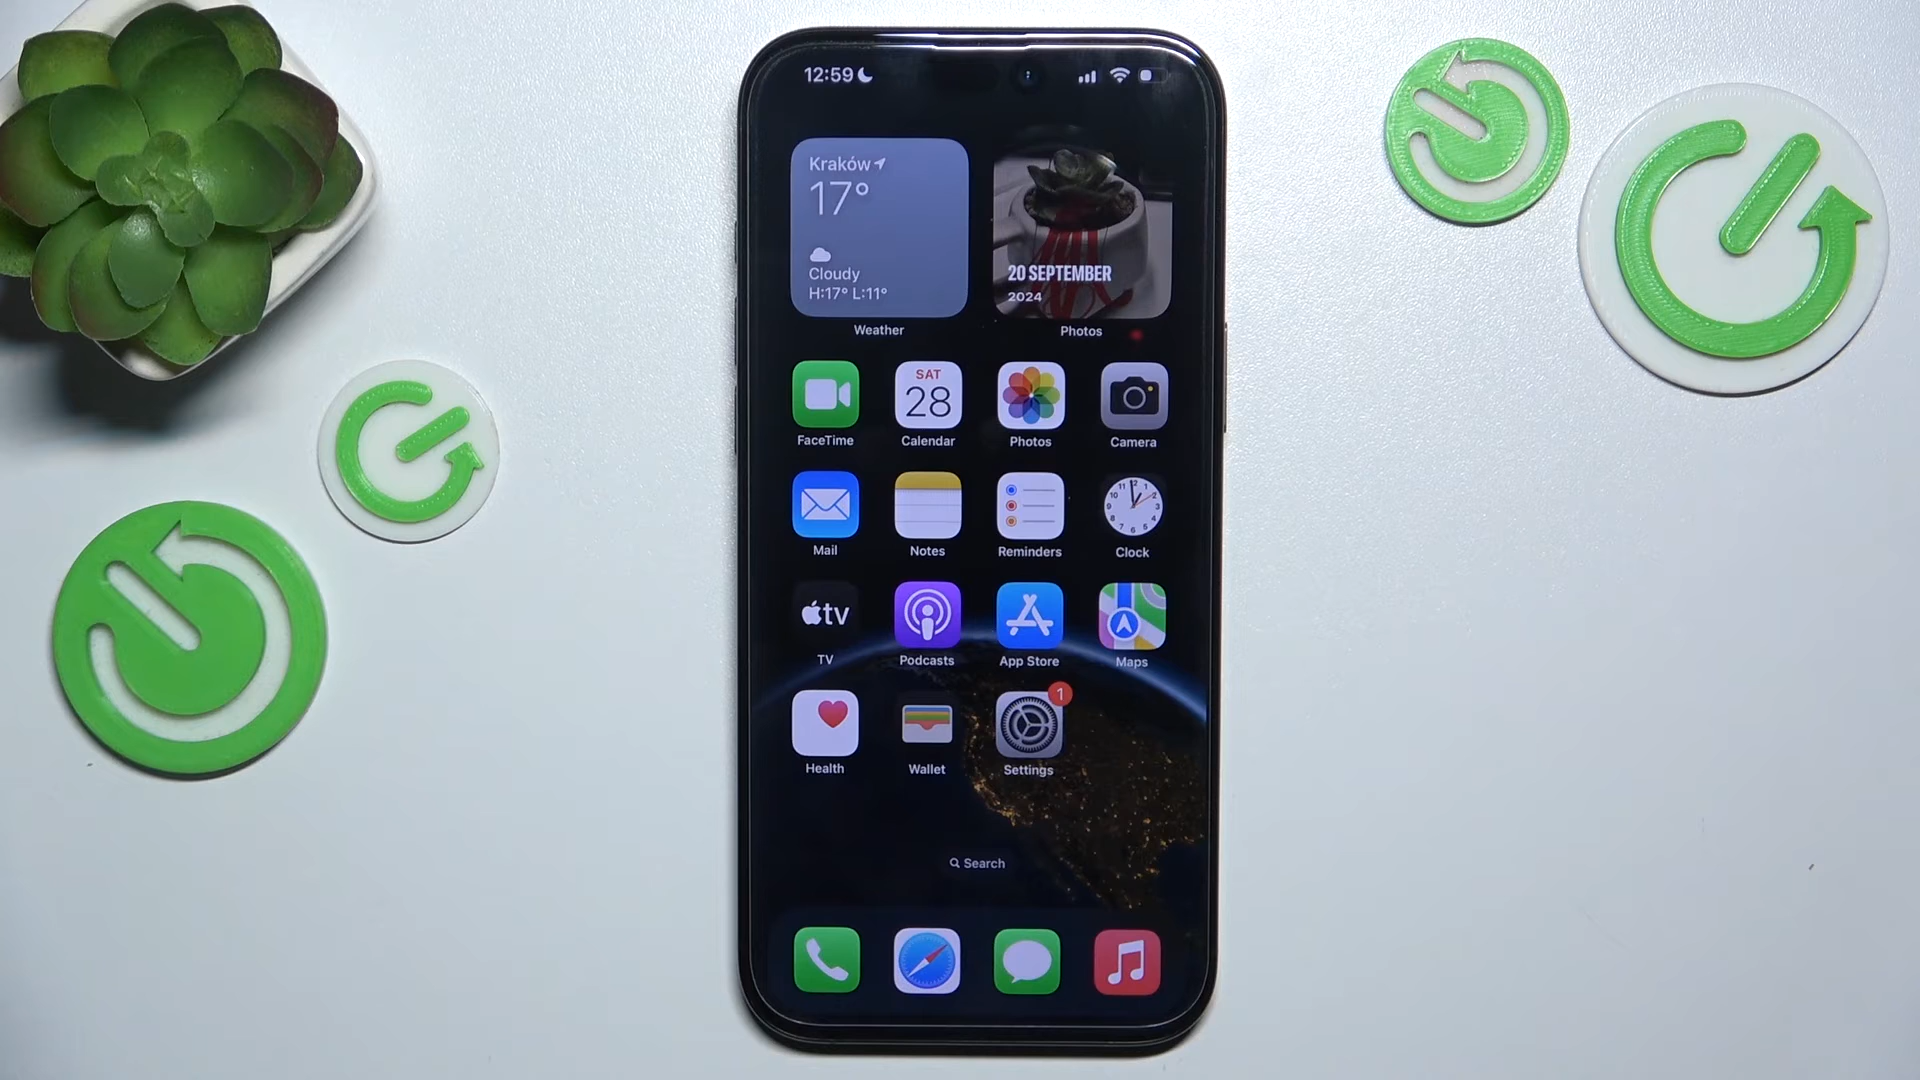 12:59
Kraków
17°
Cloudy
H:17° L:11°
Weather
20 SEPTEMBER
2024
Photos
SAT
28
FaceTime
Calendar
Photos
Camera
Mail
Notes
Reminders
Clock
tv
TV
Podcasts
App Store
Maps
1
Health
Wallet
Settings
Search